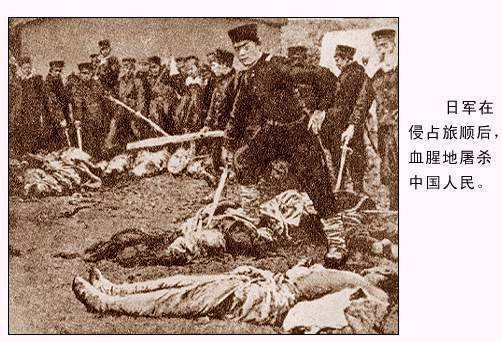 日军在
侵占旅顺后，
血腥地屠杀
中国人民。